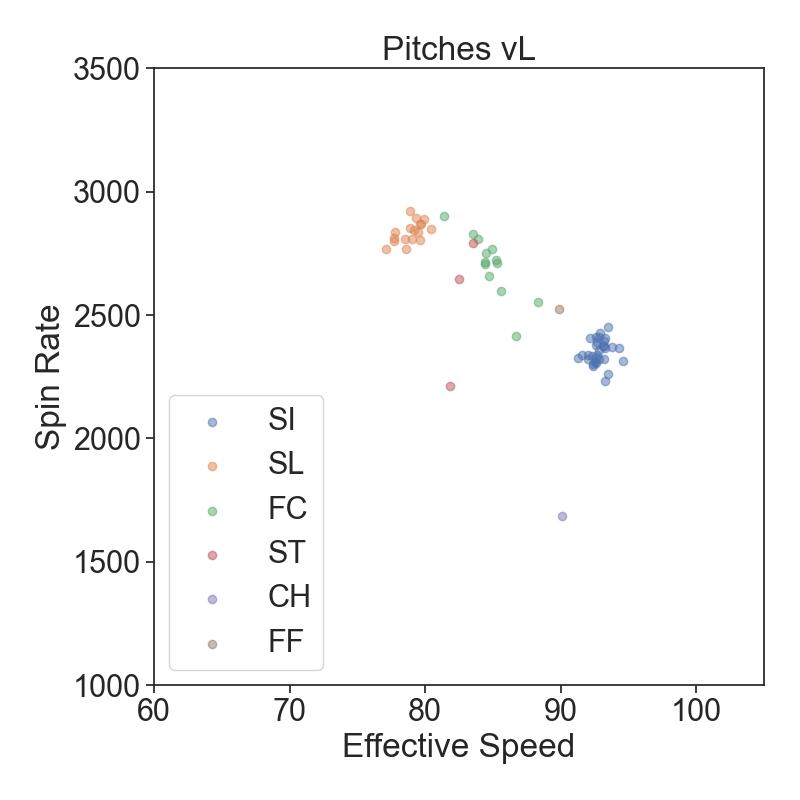 Pitches vL
3500
3000
2500
2000
1500
1000
Spin Rate
SI
SL
FC
ST
CH
FF
60 70 80 90 100
Effective Speed